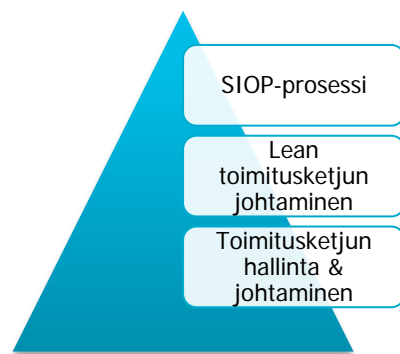 SIOP-prosessi
Lean
toimitusketjun
johtaminen
Toimitusketjun
hallinta &
johtaminen